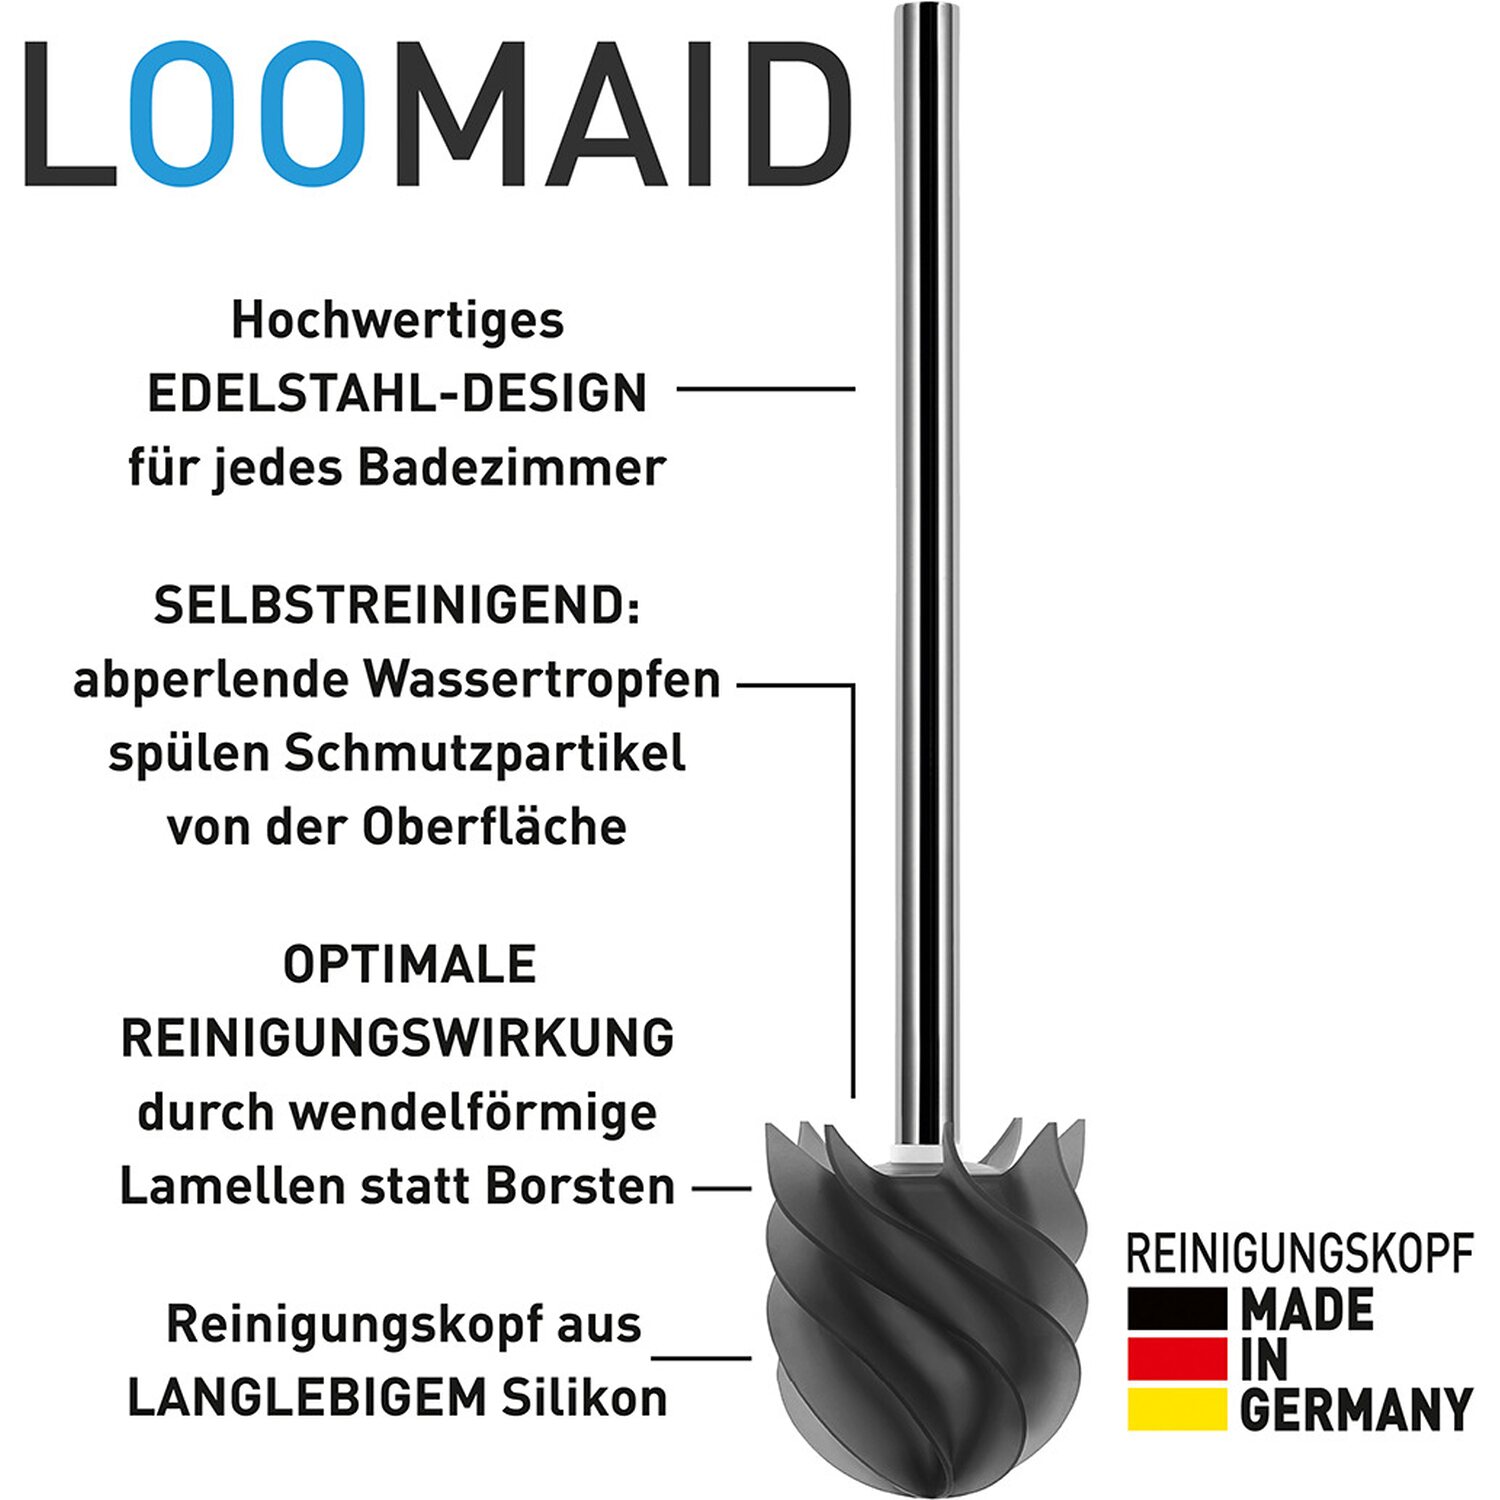 LOOMAID
Hochwertiges
EDELSTAHL-DESIGN
für jedes Badezimmer
SELBSTREINIGEND:
abperlende Wassertropfen
spülen Schmutzpartikel
von der Oberfläche
OPTIMALE
REINIGUNGSWIRKUNG
durch wendelförmige
Lamellen statt Borsten
Reinigungskopf aus
LANGLEBIGEM Silikon
REINIGUNGSKOPF
MADE
IN
GERMANY